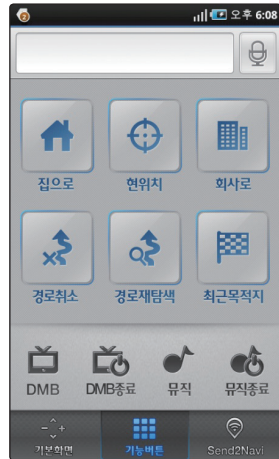 2 오후 6:08
집으로 현위치 회사로
경로취소 경로재탐색 최근목적지
DMB DMB종료 뮤직 뮤직종료
기본화면 기능버튼 Send2Navi